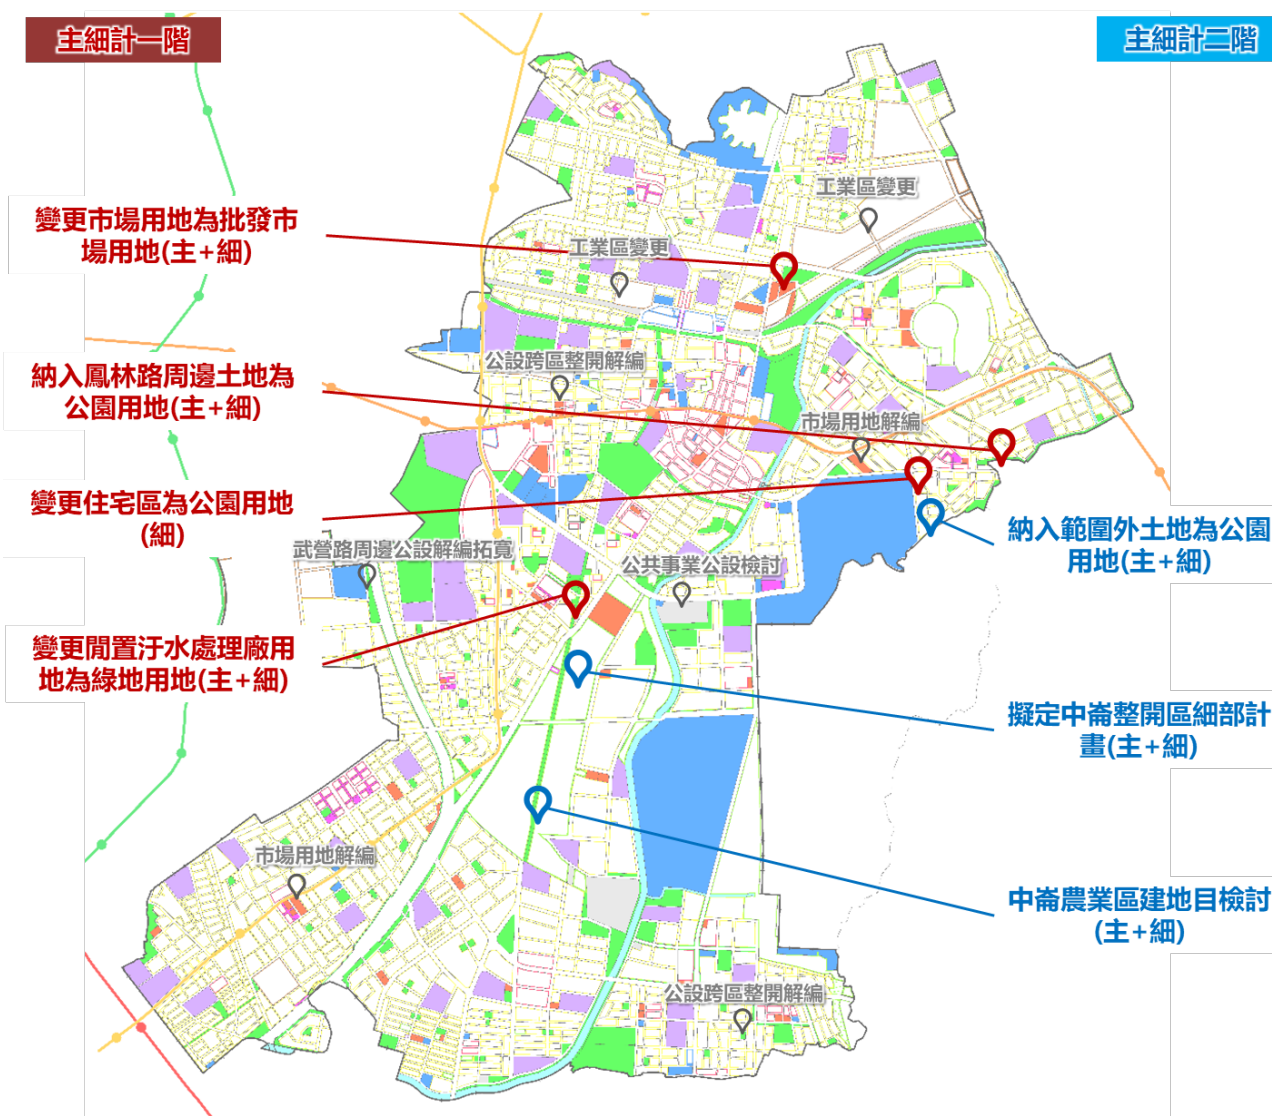 主細計一階
主細計二階
工業區變更
變更市場用地為批發市
場用地(主+細)
工業區變更
公設跨區整開解編
納入鳳林路周邊土地為
公園用地(主+細)
市場用地解編
變更住宅區為公園用地
(細)
納入範圍外土地為公園
用地(主+細)
武營路周邊公設解編拓寬
公共事業公設檢討
變更閒置汙水處理廠用
地為綠地用地(主+細)
擬定中崙整開區細部計
畫(主+細)
市場用地解編
中崙農業區建地目檢討
(主+細)
公設跨區整開解編